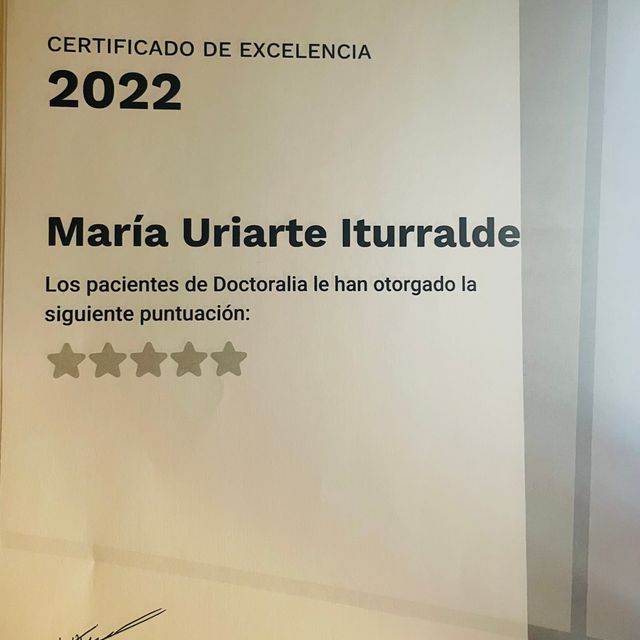 CERTIFICADO DE EXCELENCIA
2022
María Uriarte Iturralde
Los pacientes de Doctoralia le han otorgado la
siguiente puntuación: